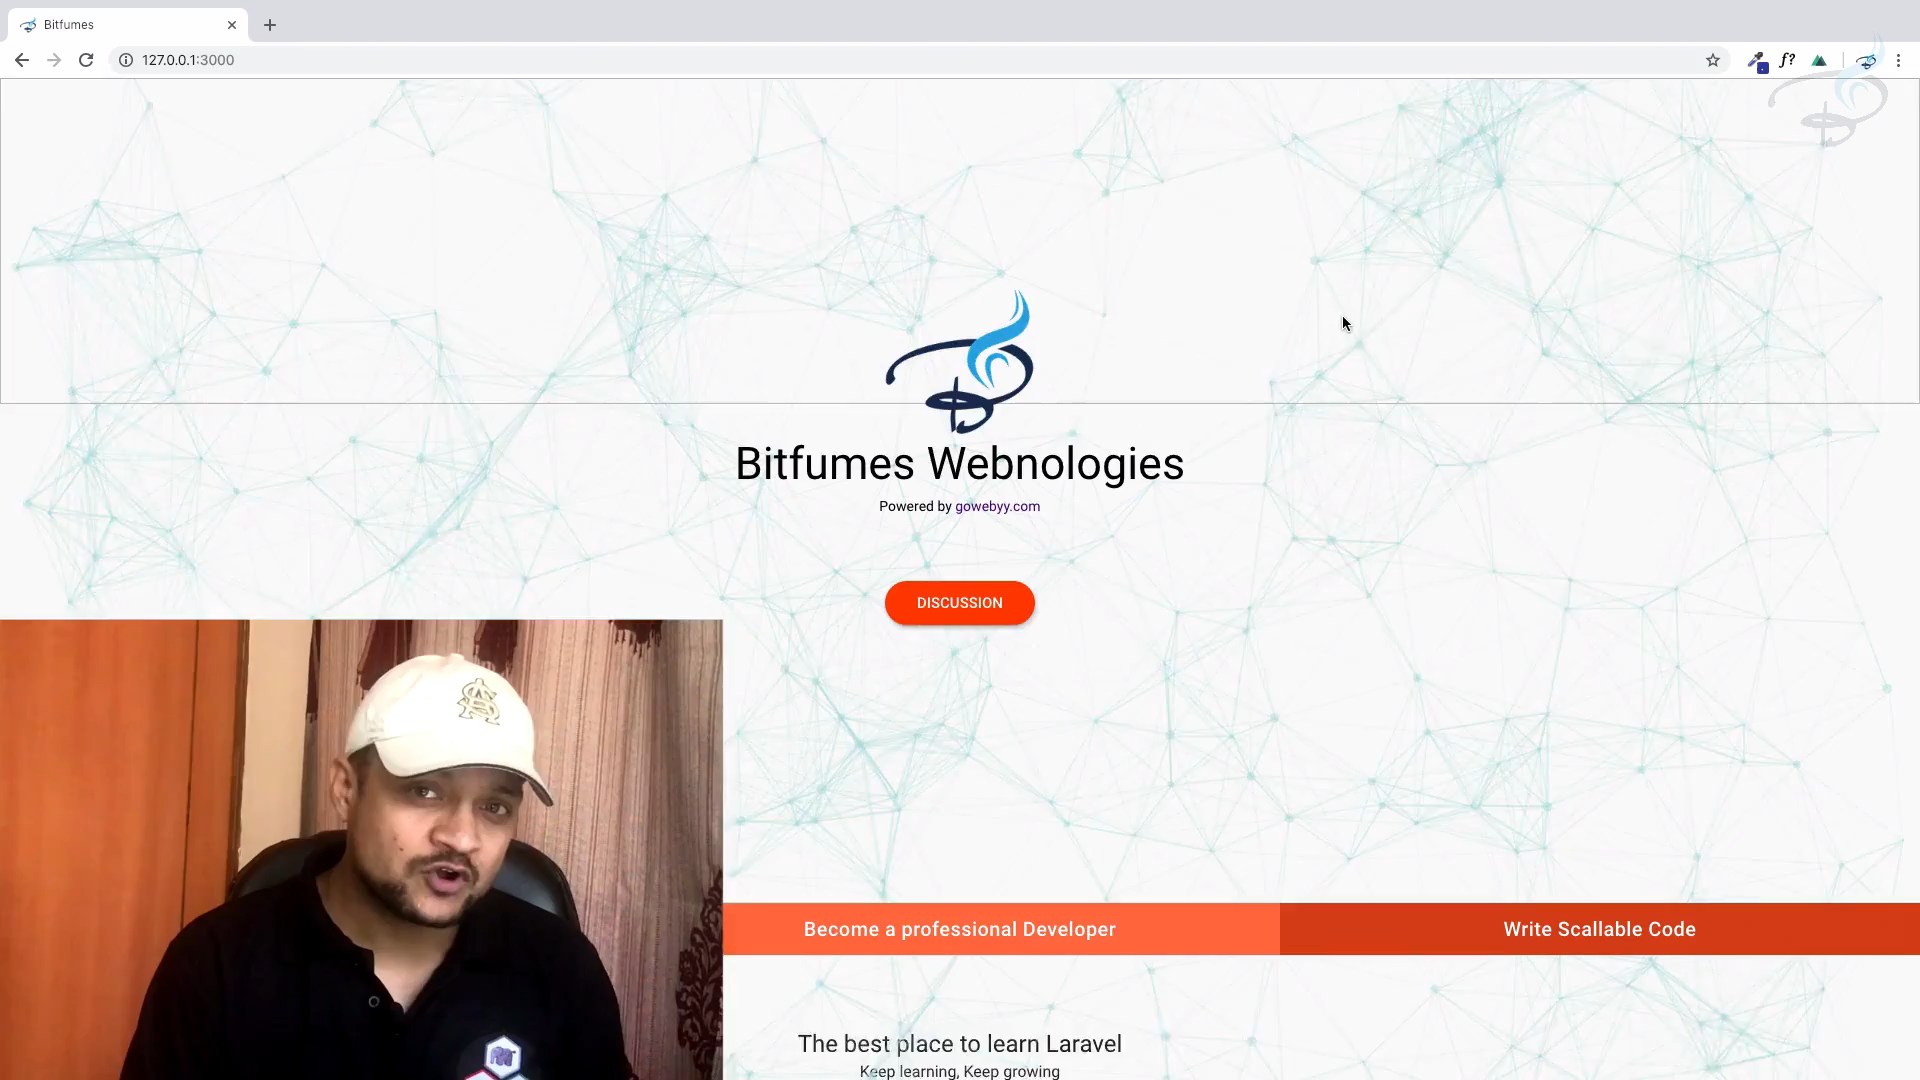 Bitfumes
127.0.0.1:3000
f?
Bitfumes Webnologies
Powered by gowebyy.com
DISCUSSION
Become a professional Developer
Write Scallable Code
The best place to learn Laravel
Keep learning, Keep growing